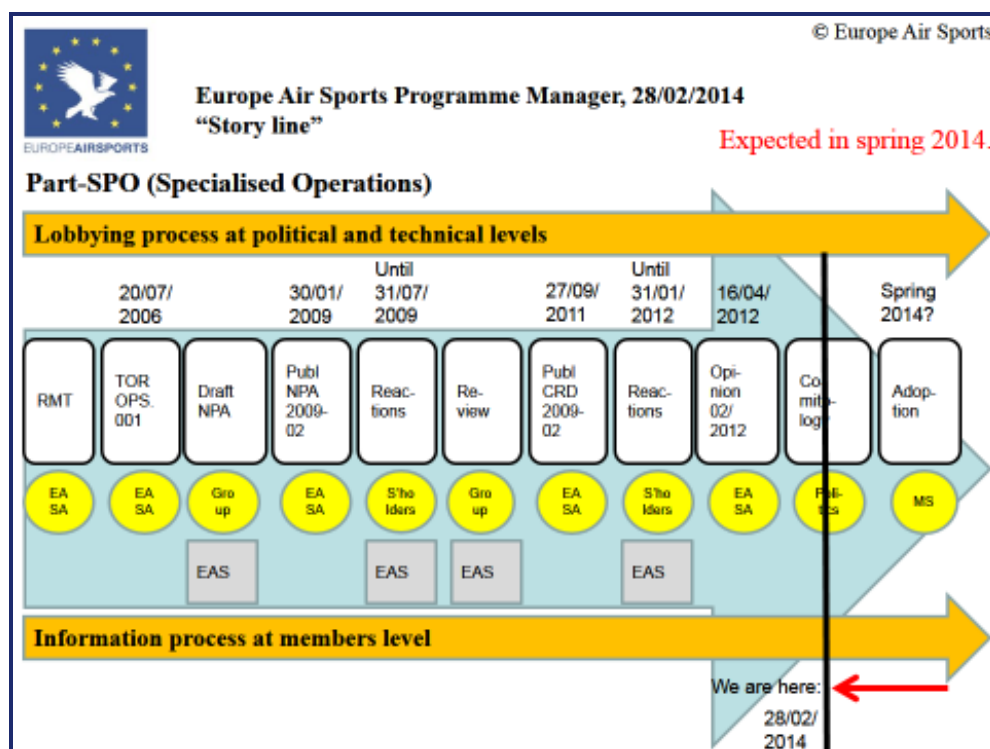 © Europe Air Sports
EUROPEAIRSPORTS
Europe Air Sports Programme Manager, 28/02/2014
“Story line”
Expected in spring 2014.
Part-SPO (Specialised Operations)
Lobbying process at political and technical levels
20/07/
2006
30/01/
2009
Until
31/07/
2009
27/09/
2011
Until
31/01/
2012
16/04/
2012
Spring
2014?
RMT
TOR
OPS.
001
Draft
NPA
Publ
NPA
2009-
02
Reac-
tions
Re-
view
Publ
CRD
2009-
02
Reac-
tions
Opi-
nion
02/
2012
Co-
mito-
logy
Adop-
tion
EA
SA
EA
SA
Gro
up
EA
SA
S'ho
lders
Gro
up
EA
SA
S'ho
lders
EA
SA
Poli-
tics
MS
EAS
EAS
EAS
EAS
Information process at members level
We are here:
28/02/
2014